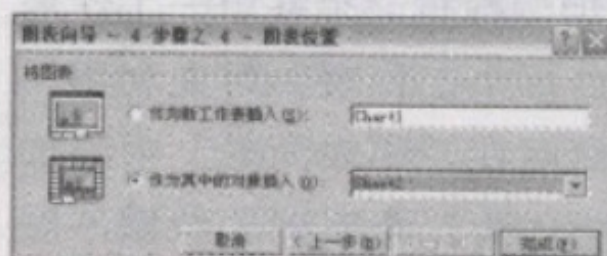 图表向导 - 4 步骤之 4 - 图表位置
将图表
作为新工作表插入(S): Chart1
作为其中的对象插入(O):
取消 < 上一步(B) 完成(F)